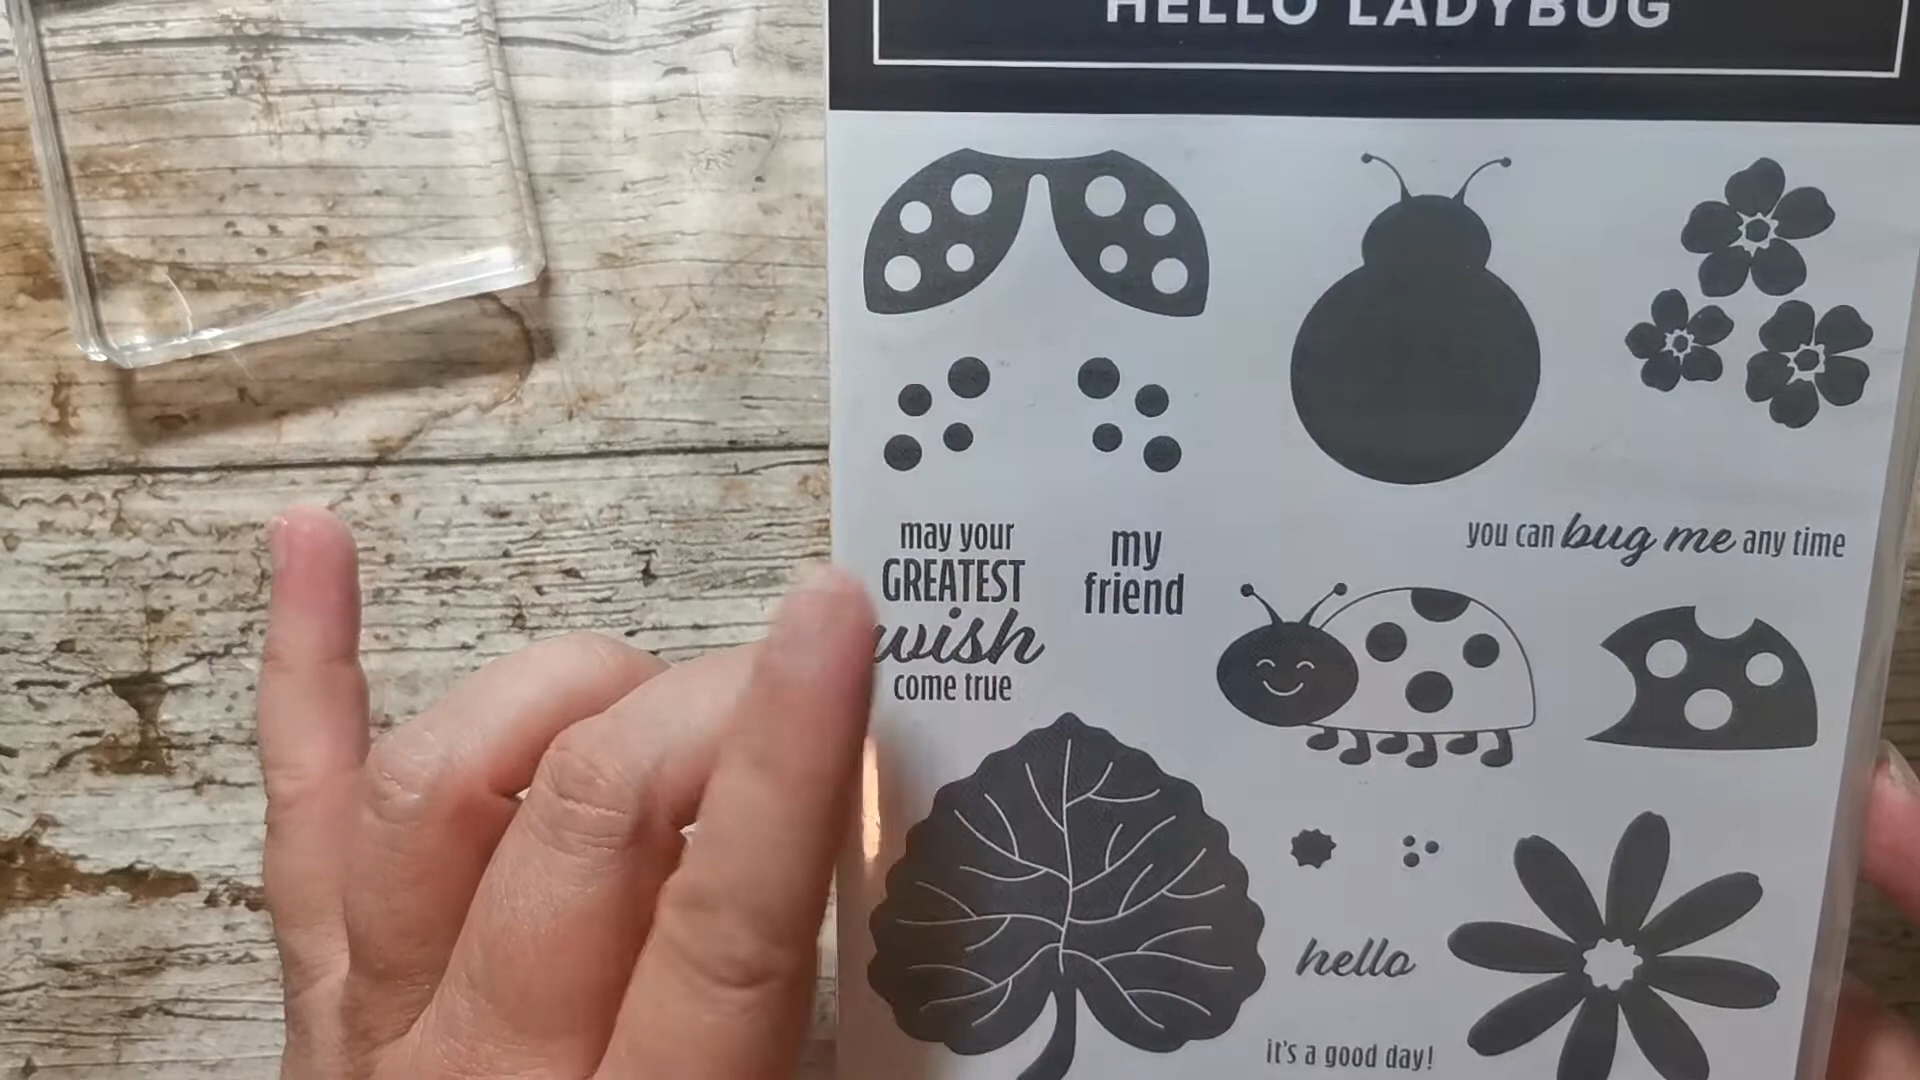 HELLO LADYBUG
may your
GREATEST
wish
come true
my
friend
you can bug me any time
hello
it's a good day!